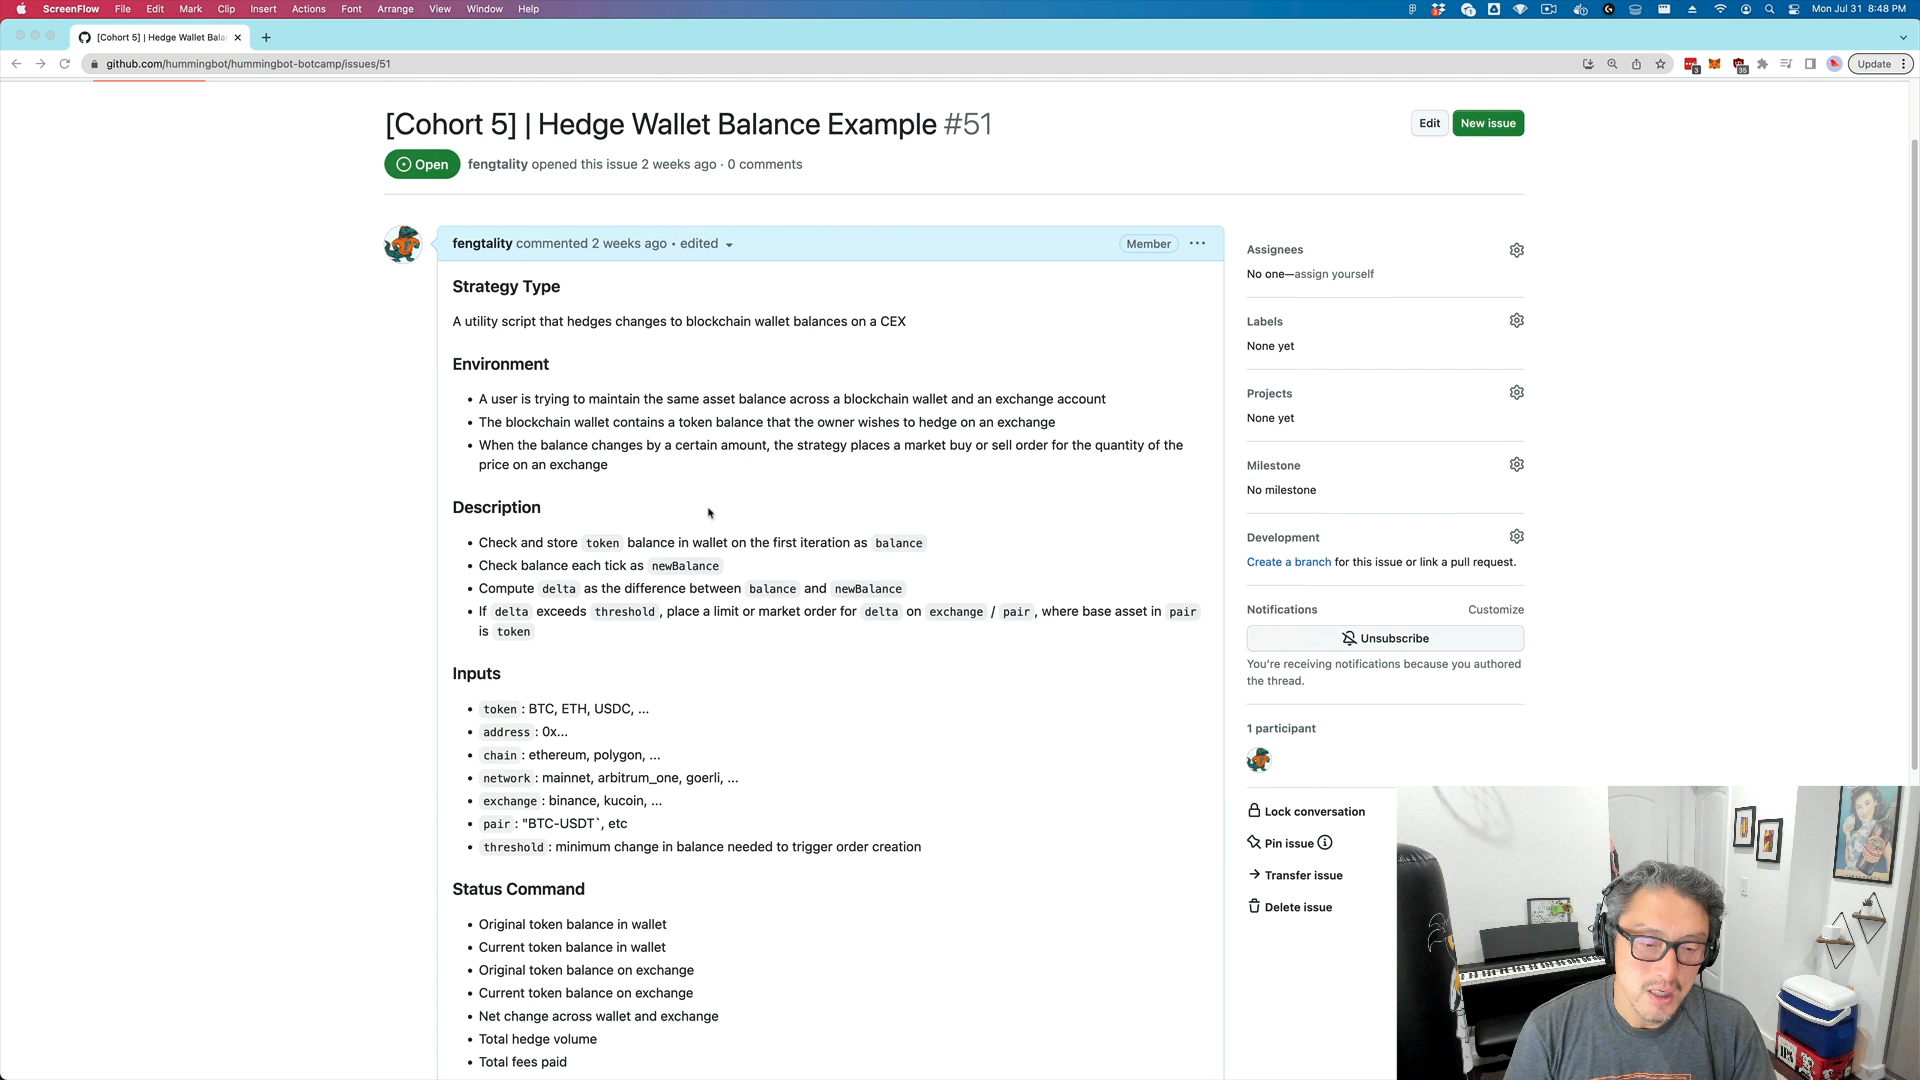 ScreenFlow File Edit Mark Clip Insert Actions Font Arrange View Window Help
Mon Jul 31 8:48 PM
[Cohort 5] | Hedge Wallet Bala
github.com/hummingbot/hummingbot-botcamp/issues/51
3
35
Update
[Cohort 5] | Hedge Wallet Balance Example #51
Edit
New issue
Open
fengtality opened this issue 2 weeks ago · 0 comments
fengtality commented 2 weeks ago • edited
Member
Strategy Type
A utility script that hedges changes to blockchain wallet balances on a CEX
Environment
• A user is trying to maintain the same asset balance across a blockchain wallet and an exchange account
• The blockchain wallet contains a token balance that the owner wishes to hedge on an exchange
• When the balance changes by a certain amount, the strategy places a market buy or sell order for the quantity of the
price on an exchange
Description
• Check and store token balance in wallet on the first iteration as balance
• Check balance each tick as newBalance
• Compute delta as the difference between balance and newBalance
• If delta exceeds threshold , place a limit or market order for delta on exchange / pair , where base asset in pair
is token
Inputs
• token : BTC, ETH, USDC, ...
• address : 0x...
• chain : ethereum, polygon, ...
• network : mainnet, arbitrum_one, goerli, ...
• exchange : binance, kucoin, ...
• pair : "BTC-USDT`, etc
• threshold : minimum change in balance needed to trigger order creation
Status Command
• Original token balance in wallet
• Current token balance in wallet
• Original token balance on exchange
• Current token balance on exchange
• Net change across wallet and exchange
• Total hedge volume
• Total fees paid
Assignees
No one—assign yourself
Labels
None yet
Projects
None yet
Milestone
No milestone
Development
Create a branch for this issue or link a pull request.
Notifications
Customize
Unsubscribe
You're receiving notifications because you authored
the thread.
1 participant
Lock conversation
Pin issue
Transfer issue
Delete issue